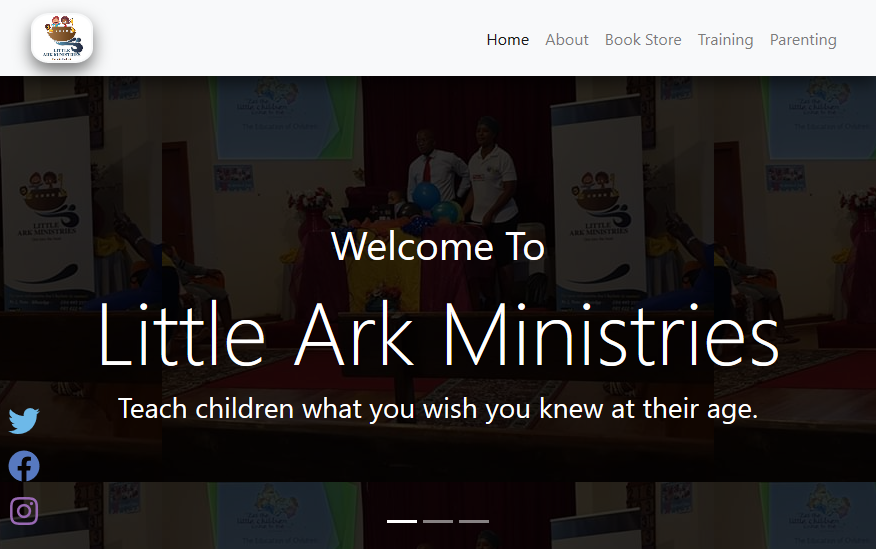 LITTLE
ARK MINISTRIES
Home
About
Book Store
Training
Parenting
LITTLE
ARK MINISTRIES
LITTLE
ARK MINISTRIES
Welcome To
Little Ark Ministries
Teach children what you wish you knew at their age.